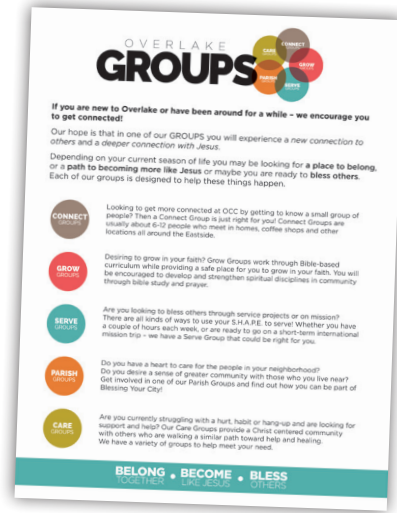 OVERLAKE
GROUPS
CARE
GROUPS
CONNECT
GROUPS
GROW
GROUPS
PARISH
GROUPS
SERVE
GROUPS
If you are new to Overlake or have been around for a while – we encourage you
to get connected!
Our hope is that in one of our GROUPS you will experience a new connection to
others and a deeper connection with Jesus.
Depending on your current season of life you may be looking for a place to belong,
or a path to becoming more like Jesus or maybe you are ready to bless others.
Each of our groups is designed to help these things happen.
CONNECT
GROUPS
Looking to get more connected at OCC by getting to know a small group of
people? Then a Connect Group is just right for you! Connect Groups are
usually about 6-12 people who meet in homes, coffee shops and other
locations all around the Eastside.
GROW
GROUPS
Desiring to grow in your faith? Grow Groups work through Bible-based
curriculum while providing a safe place for you to grow in your faith. You will
be encouraged to develop and strengthen spiritual disciplines in community
through bible study and prayer.
SERVE
GROUPS
Are you looking to bless others through service projects or on mission?
There are all kinds of ways to use your S.H.A.P.E. to serve! Whether you have
a couple of hours each week, or are ready to go on a short-term international
mission trip – we have a Serve Group that could be right for you.
PARISH
GROUPS
Do you have a heart to care for the people in your neighborhood?
Do you desire a sense of greater community with those who you live near?
Get involved in one of our Parish Groups and find out how you can be part of
Blessing Your City!
CARE
GROUPS
Are you currently struggling with a hurt, habit or hang-up and are looking for
support and help? Our Care Groups provide a Christ centered community
with others who are walking a similar path toward help and healing.
We have a variety of groups to help meet your need.
BELONG • BECOME • BLESS
TOGETHER LIKE JESUS OTHERS